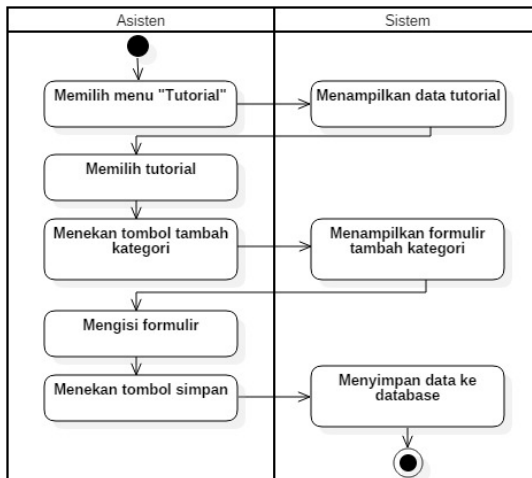 Asisten
Sistem
Memilih menu "Tutorial"
Menampilkan data tutorial
Memilih tutorial
Menekan tombol tambah
kategori
Menampilkan formulir
tambah kategori
Mengisi formulir
Menekan tombol simpan
Menyimpan data ke
database